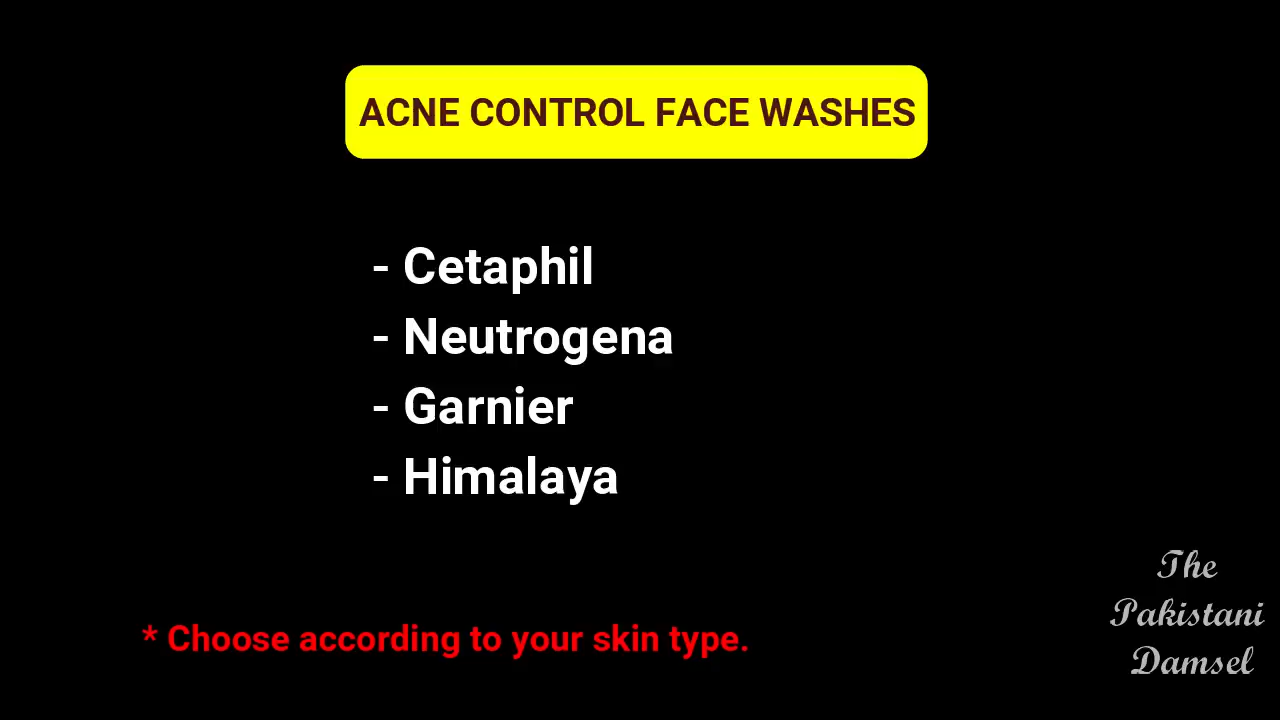 ACNE CONTROL FACE WASHES
- Cetaphil
- Neutrogena
- Garnier
- Himalaya
* Choose according to your skin type.
The
Pakistani
Damsel